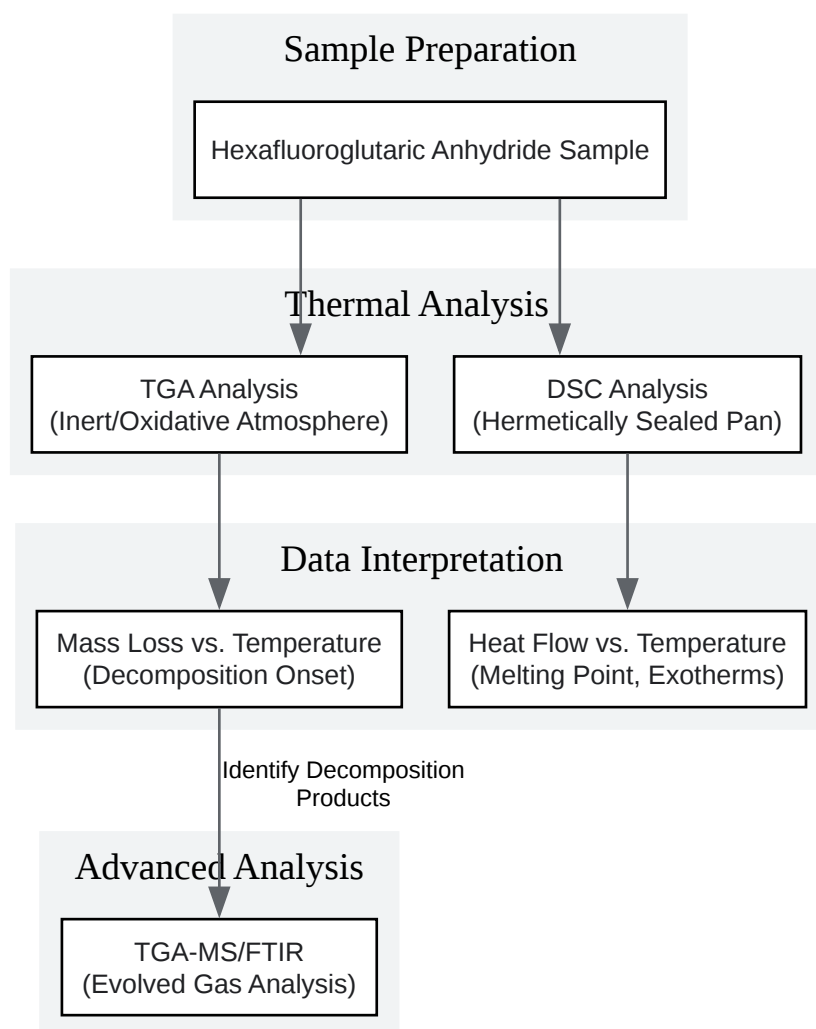 Sample Preparation
Hexafluoroglutaric Anhydride Sample
Thermal Analysis
TGA Analysis
(Inert/Oxidative Atmosphere)
DSC Analysis
(Hermetically Sealed Pan)
Data Interpretation
Mass Loss vs. Temperature
(Decomposition Onset)
Heat Flow vs. Temperature
(Melting Point, Exotherms)
Identify Decomposition
Products
Advanced Analysis
TGA-MS/FTIR
(Evolved Gas Analysis)